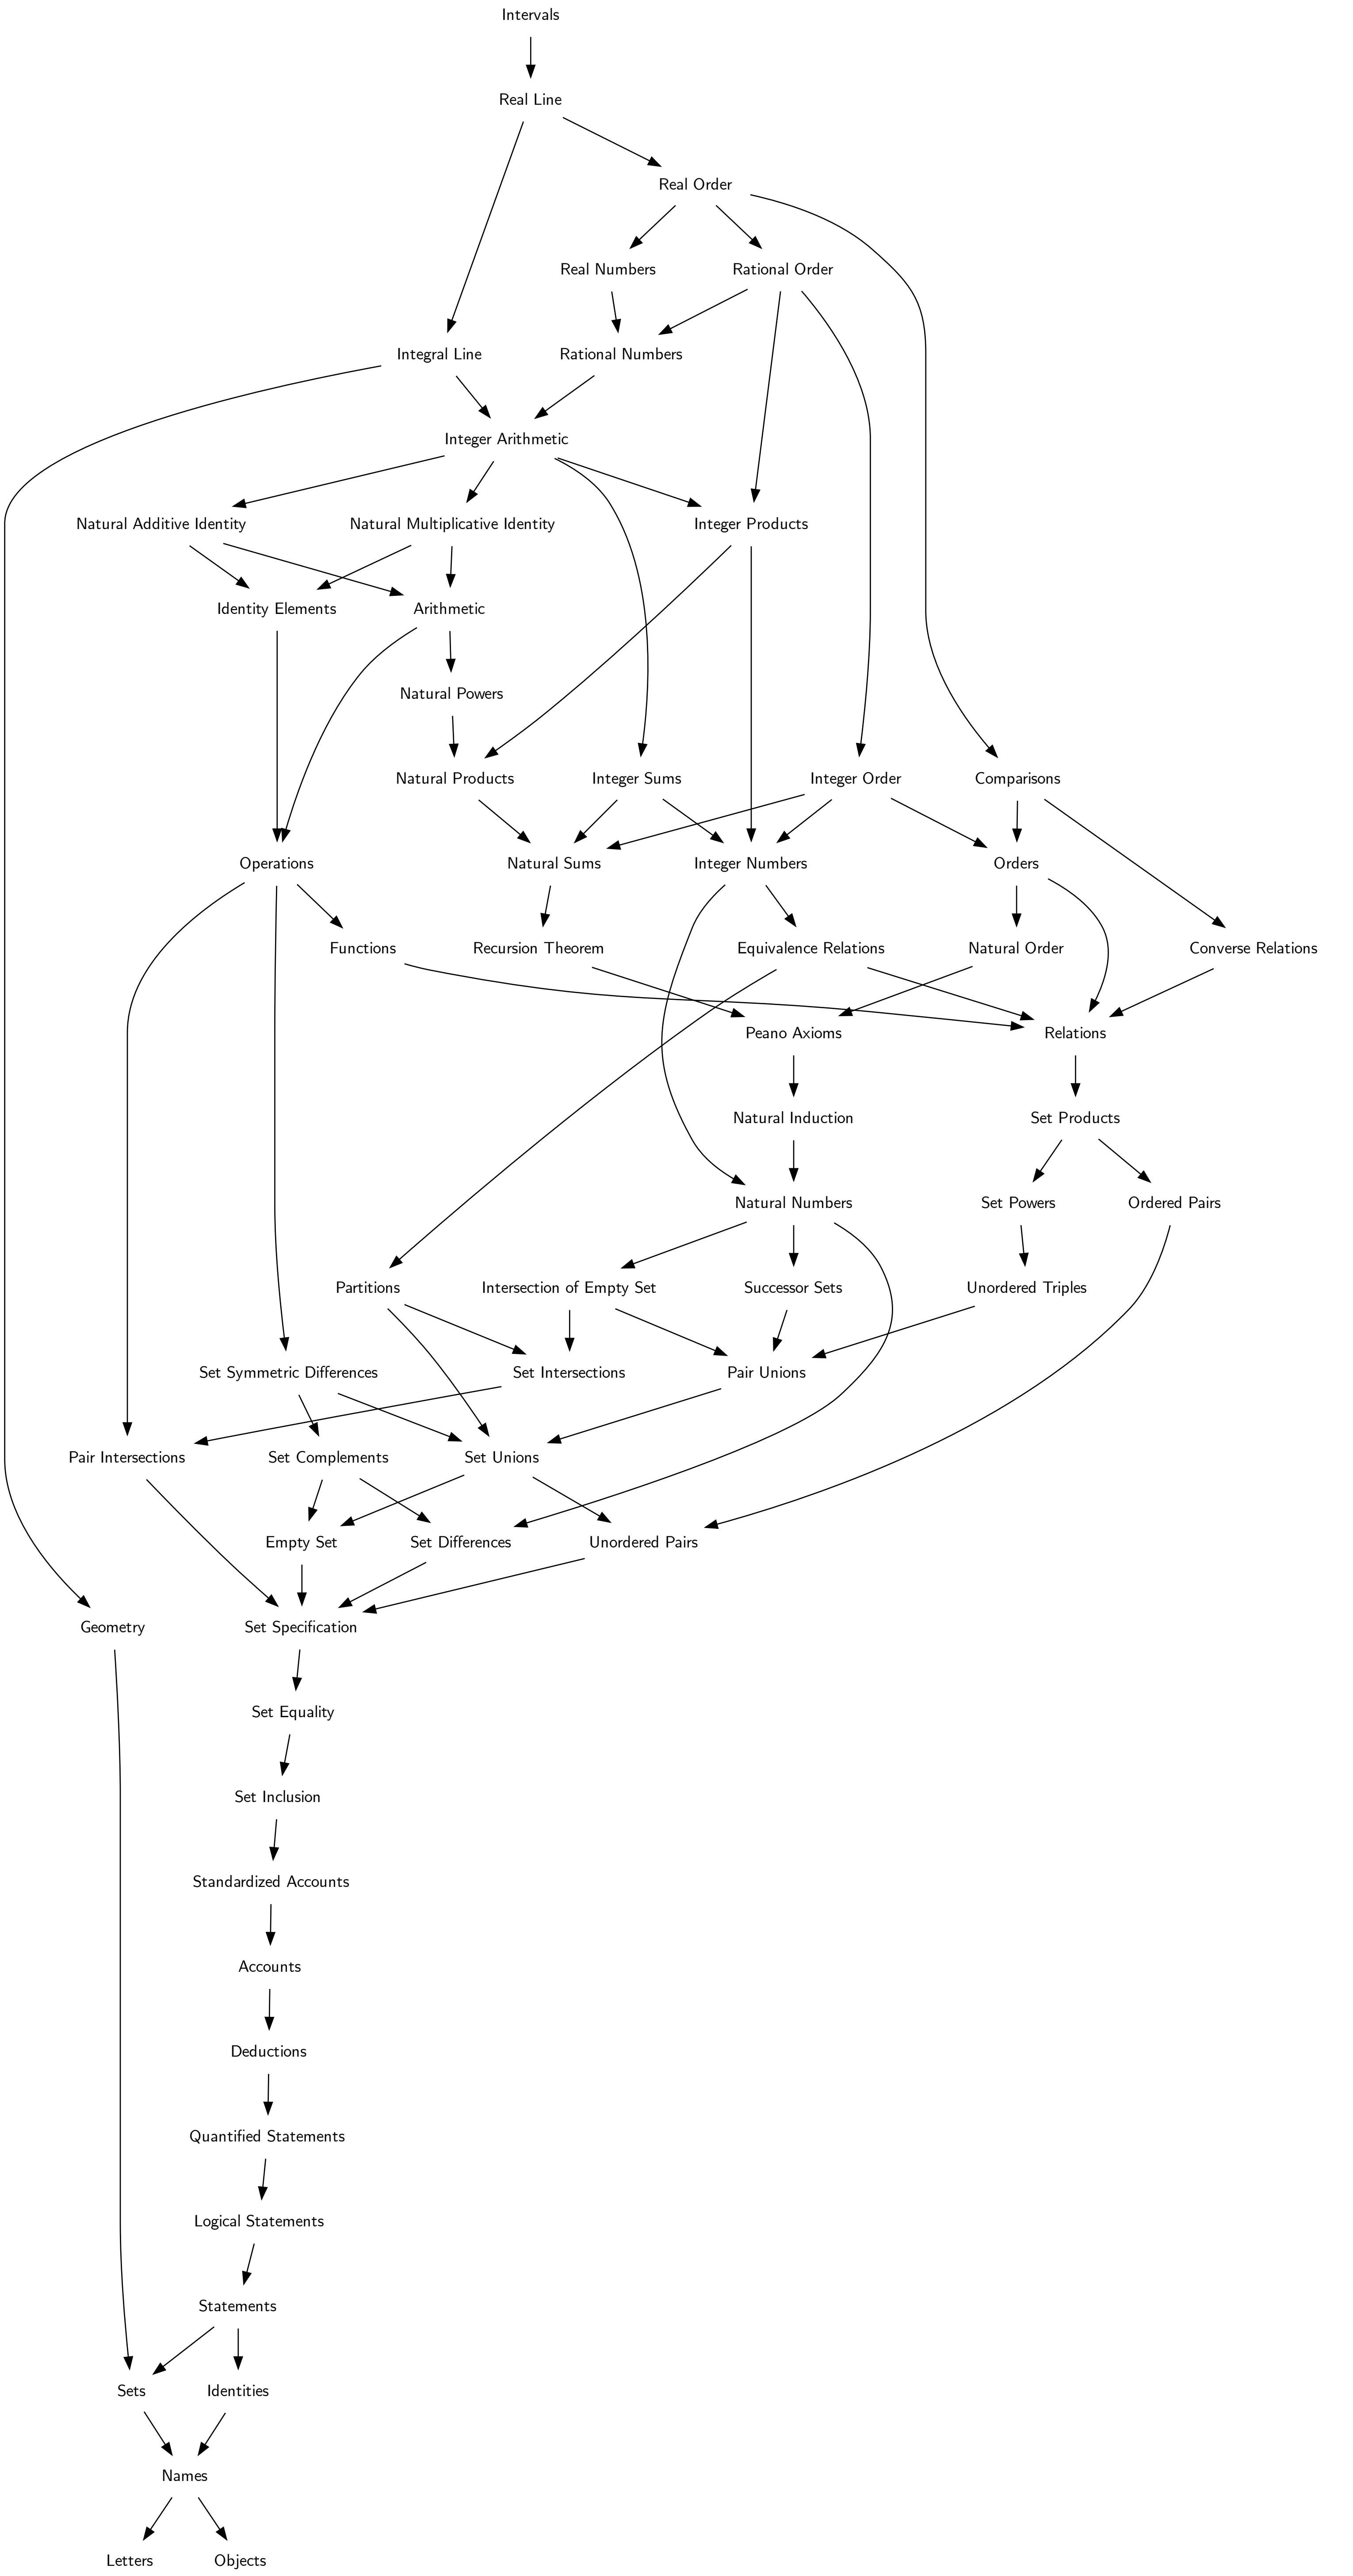 Intervals
Real Line
Real Order
Real Numbers
Rational Order
Integral Line
Rational Numbers
Integer Arithmetic
Natural Additive Identity
Natural Multiplicative Identity
Integer Products
Identity Elements
Arithmetic
Natural Powers
Natural Products
Integer Sums
Integer Order
Comparisons
Operations
Natural Sums
Integer Numbers
Orders
Functions
Recursion Theorem
Equivalence Relations
Natural Order
Converse Relations
Peano Axioms
Relations
Natural Induction
Set Products
Natural Numbers
Set Powers
Ordered Pairs
Partitions
Intersection of Empty Set
Successor Sets
Unordered Triples
Set Symmetric Differences
Set Intersections
Pair Unions
Pair Intersections
Set Complements
Set Unions
Empty Set
Set Differences
Unordered Pairs
Geometry
Set Specification
Set Equality
Set Inclusion
Standardized Accounts
Accounts
Deductions
Quantified Statements
Logical Statements
Statements
Sets
Identities
Names
Letters
Objects